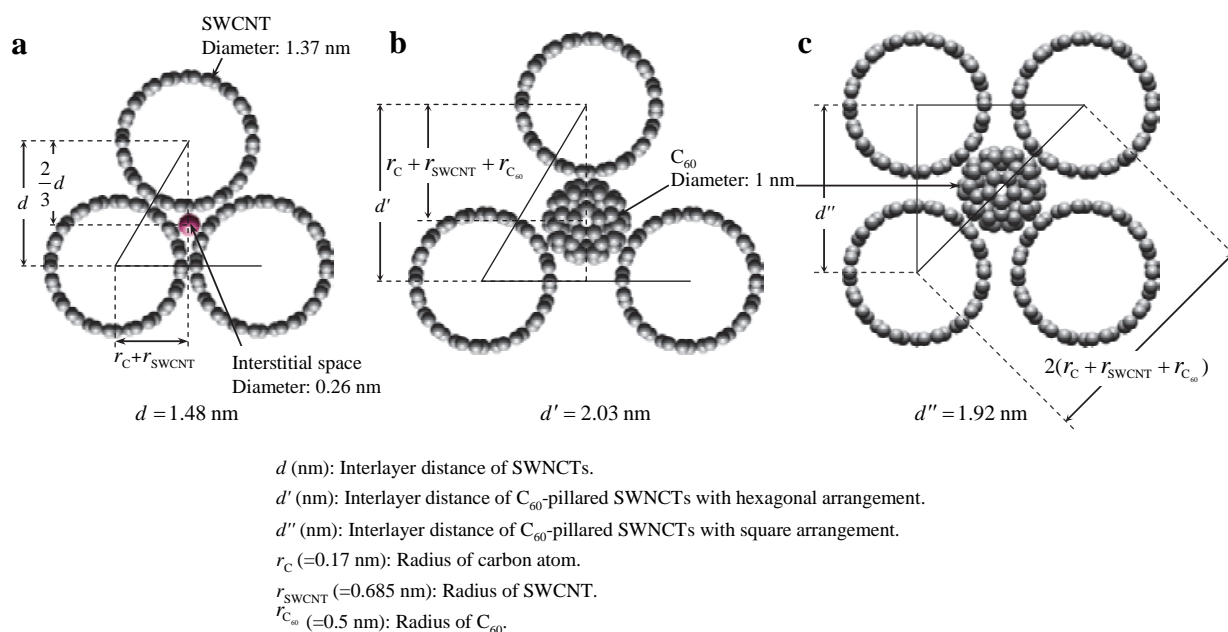 a
SWCNT
Diameter: 1.37 nm
d
2/3 d
r_C+r_SWCNT
Interstitial space
Diameter: 0.26 nm
d = 1.48 nm
b
r_C + r_SWCNT + r_C60
d′
C60
Diameter: 1 nm
d′ = 2.03 nm
c
d″
2(r_C + r_SWCNT + r_C60)
d″ = 1.92 nm
d (nm): Interlayer distance of SWNCTs.
d′ (nm): Interlayer distance of C60-pillared SWNCTs with hexagonal arrangement.
d″ (nm): Interlayer distance of C60-pillared SWNCTs with square arrangement.
r_C (=0.17 nm): Radius of carbon atom.
r_SWCNT (=0.685 nm): Radius of SWCNT.
r_C60 (=0.5 nm): Radius of C60.